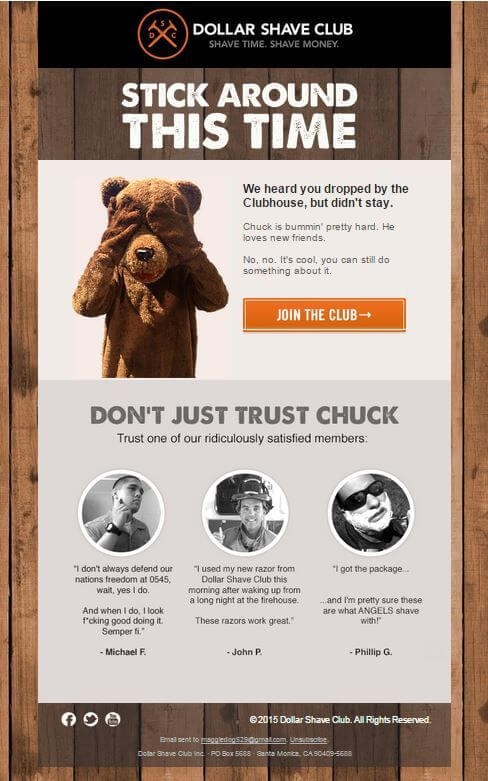 DSC
DOLLAR SHAVE CLUB
SHAVE TIME. SHAVE MONEY.
STICK AROUND
THIS TIME
We heard you dropped by the
Clubhouse, but didn't stay.
Chuck is bummin' pretty hard. He
loves new friends.
No, no. It's cool, you can still do
something about it.
JOIN THE CLUB→
DON'T JUST TRUST CHUCK
Trust one of our ridiculously satisfied members:
"I don't always defend our
nations freedom at 0545,
wait, yes I do.
And when I do, I look
f*cking good doing it.
Semper fi."
- Michael F.
"I used my new razor from
Dollar Shave Club this
morning after waking up from
a long night at the firehouse.
These razors work great."
- John P.
"I got the package...
...and I'm pretty sure these
are what ANGELS shave
with!"
- Phillip G.
©2015 Dollar Shave Club. All Rights Reserved.
Email sent to maggiedog529@gmail.com. Unsubscribe.
Dollar Shave Club Inc. · PO Box 5688 · Santa Monica, CA 90409-5688